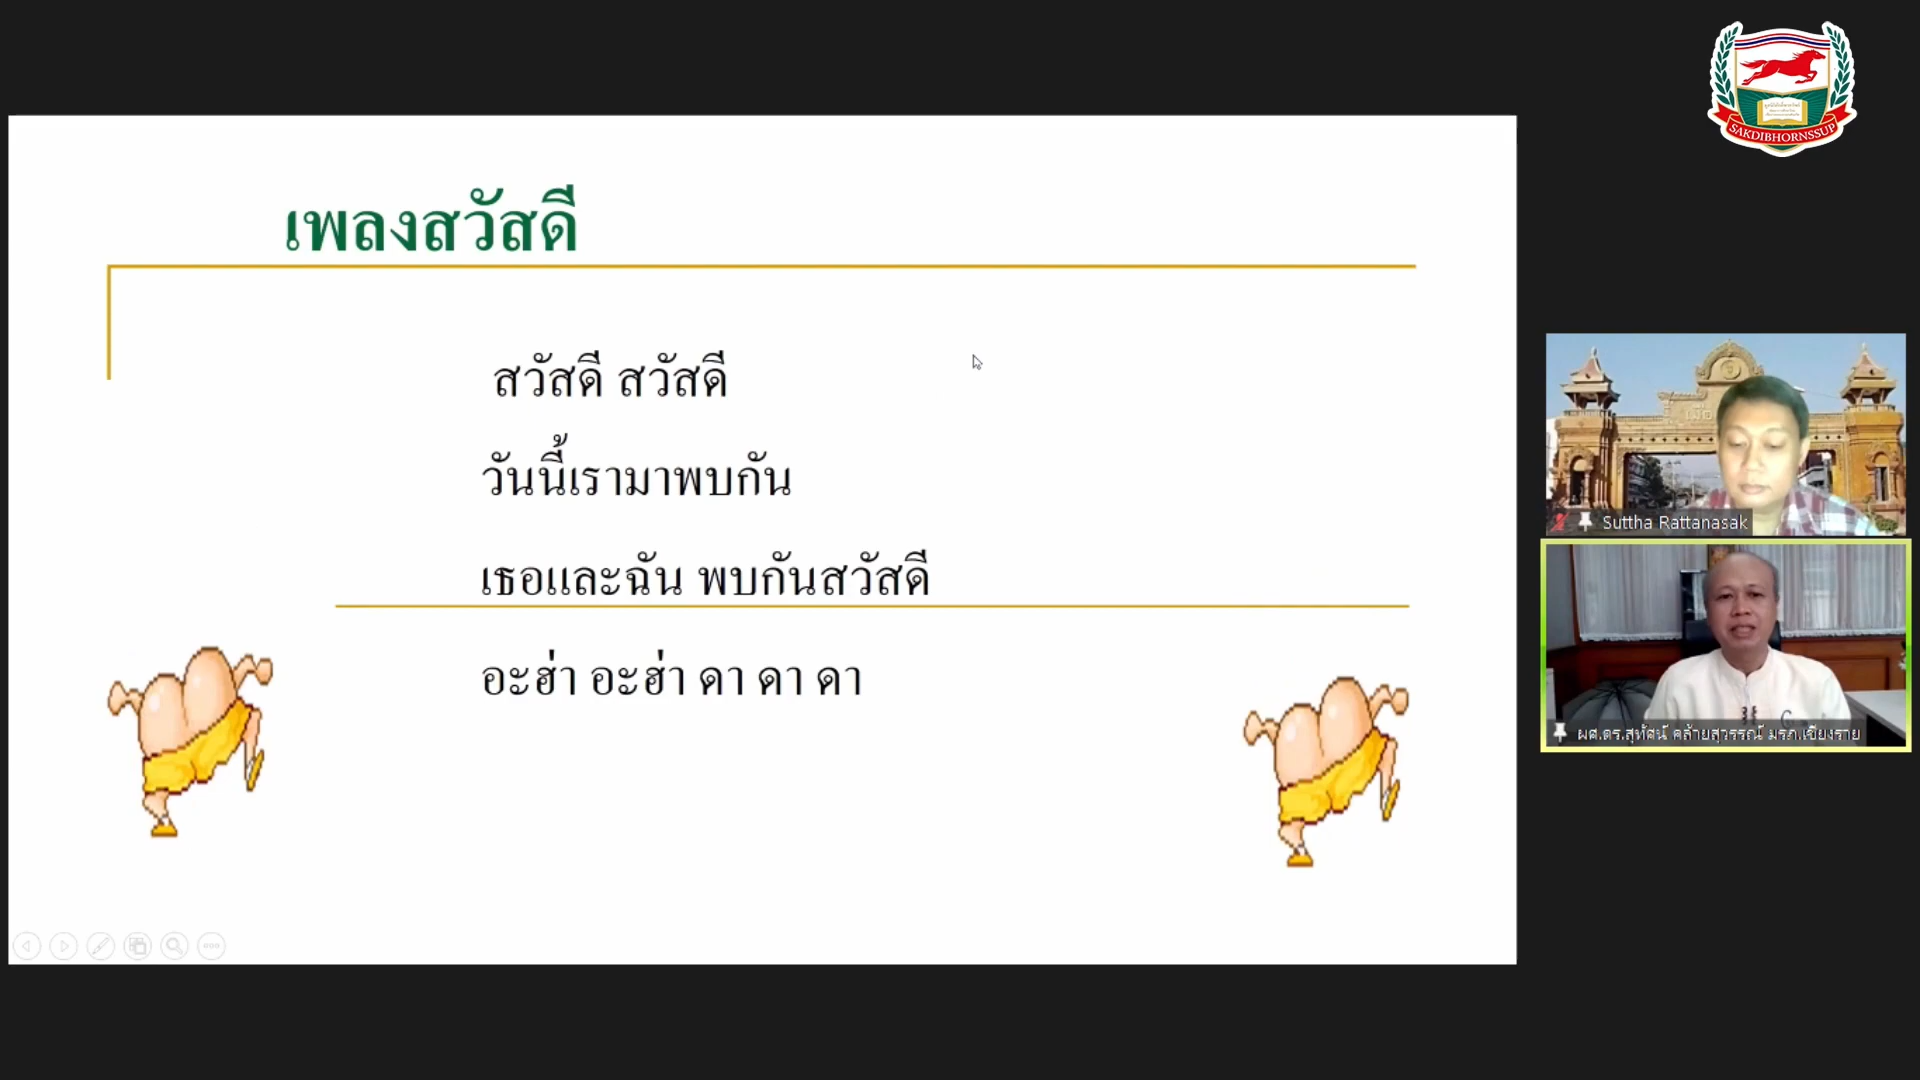 SAKDIBHORNSSUP
เพลงสวัสดี
สวัสดี สวัสดี
วันนี้เรามาพบกัน
เธอและฉัน พบกันสวัสดี
อะฮ่า อะฮ่า ดา ดา ดา
Suttha Rattanasak
ผศ.ดร.สุทัศน์ คล้ายสุวรรณ์ มรภ.เชียงราย